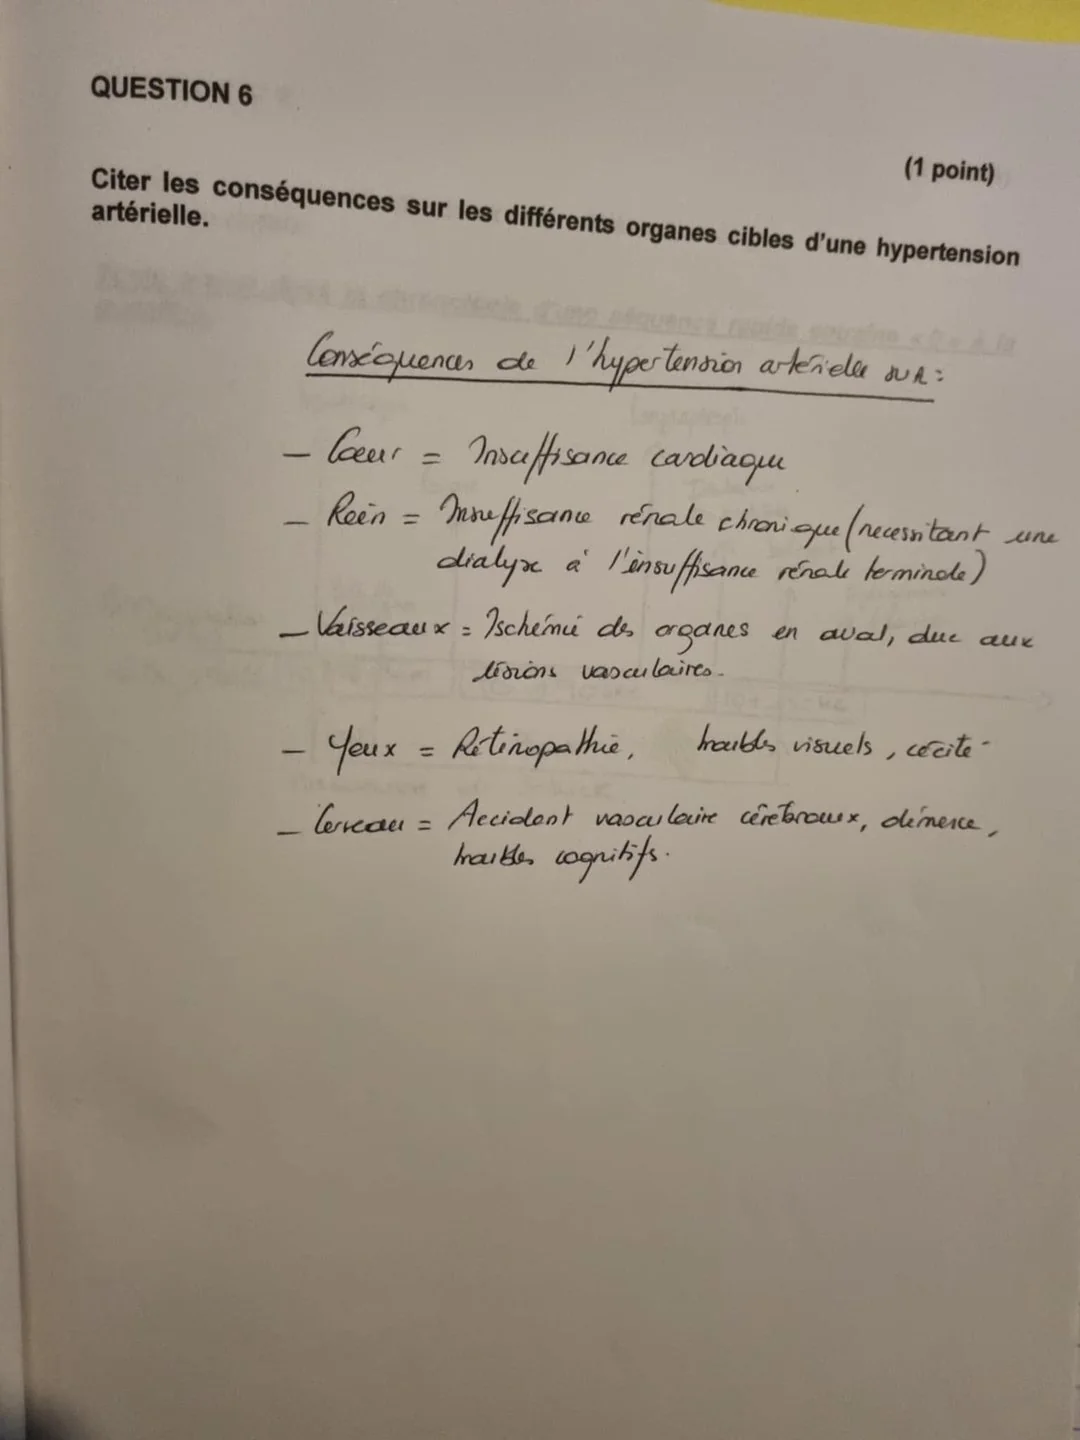 QUESTION 6
(1 point)
Citer les conséquences sur les différents organes cibles d'une hypertension
artérielle.
Conséquences de l'hypertension artérielle sur :
- Cœur = Insuffisance cardiaque
- Rein = Insuffisance rénale chronique (necessitant une
dialyse à l'insuffisance rénale terminale)
- Vaisseaux = Ischémie des organes en aval, due aux
lésions vasculaires.
- Yeux = Rétinopathie, troubles visuels, cécité.
- Cerveau = Accident vasculaire cérébraux, démence,
troubles cognitifs.